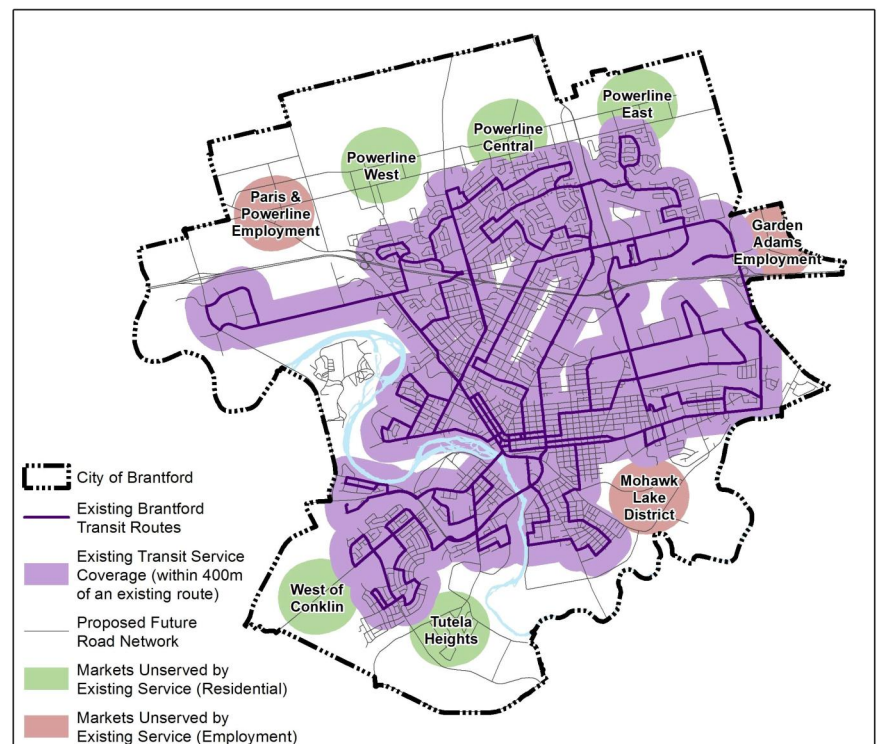 Powerline
East
Powerline
Central
Powerline
West
Paris &
Powerline
Employment
Garden
Adams
Employment
Mohawk
Lake
District
West of
Conklin
Tutela
Heights
City of Brantford
Existing Brantford
Transit Routes
Existing Transit Service
Coverage (within 400m
of an existing route)
Proposed Future
Road Network
Markets Unserved by
Existing Service (Residential)
Markets Unserved by
Existing Service (Employment)